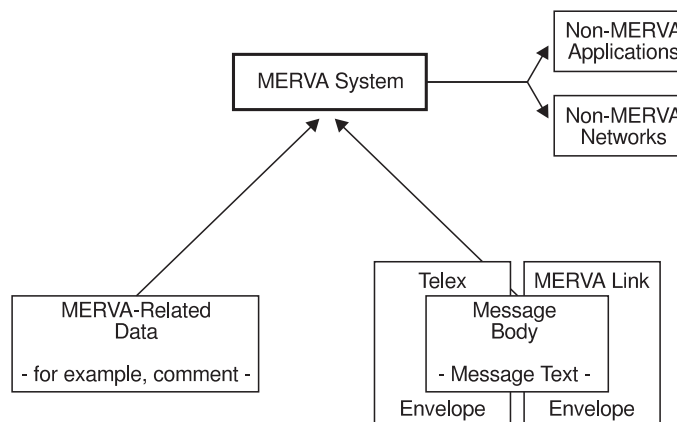 Non-MERVA
Applications
MERVA System
Non-MERVA
Networks
Telex
MERVA Link
MERVA-Related
Data
- for example, comment -
Message
Body
- Message Text -
Envelope
Envelope